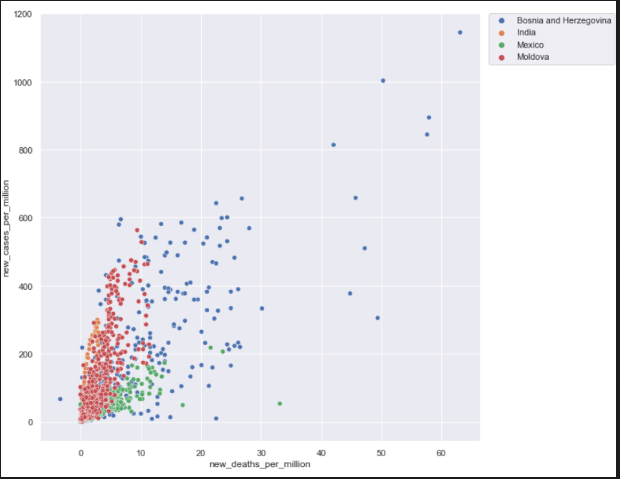 1200
1000
800
600
400
200
0
new_cases_per_million
0 10 20 30 40 50 60
new_deaths_per_million
Bosnia and Herzegovina
India
Mexico
Moldova